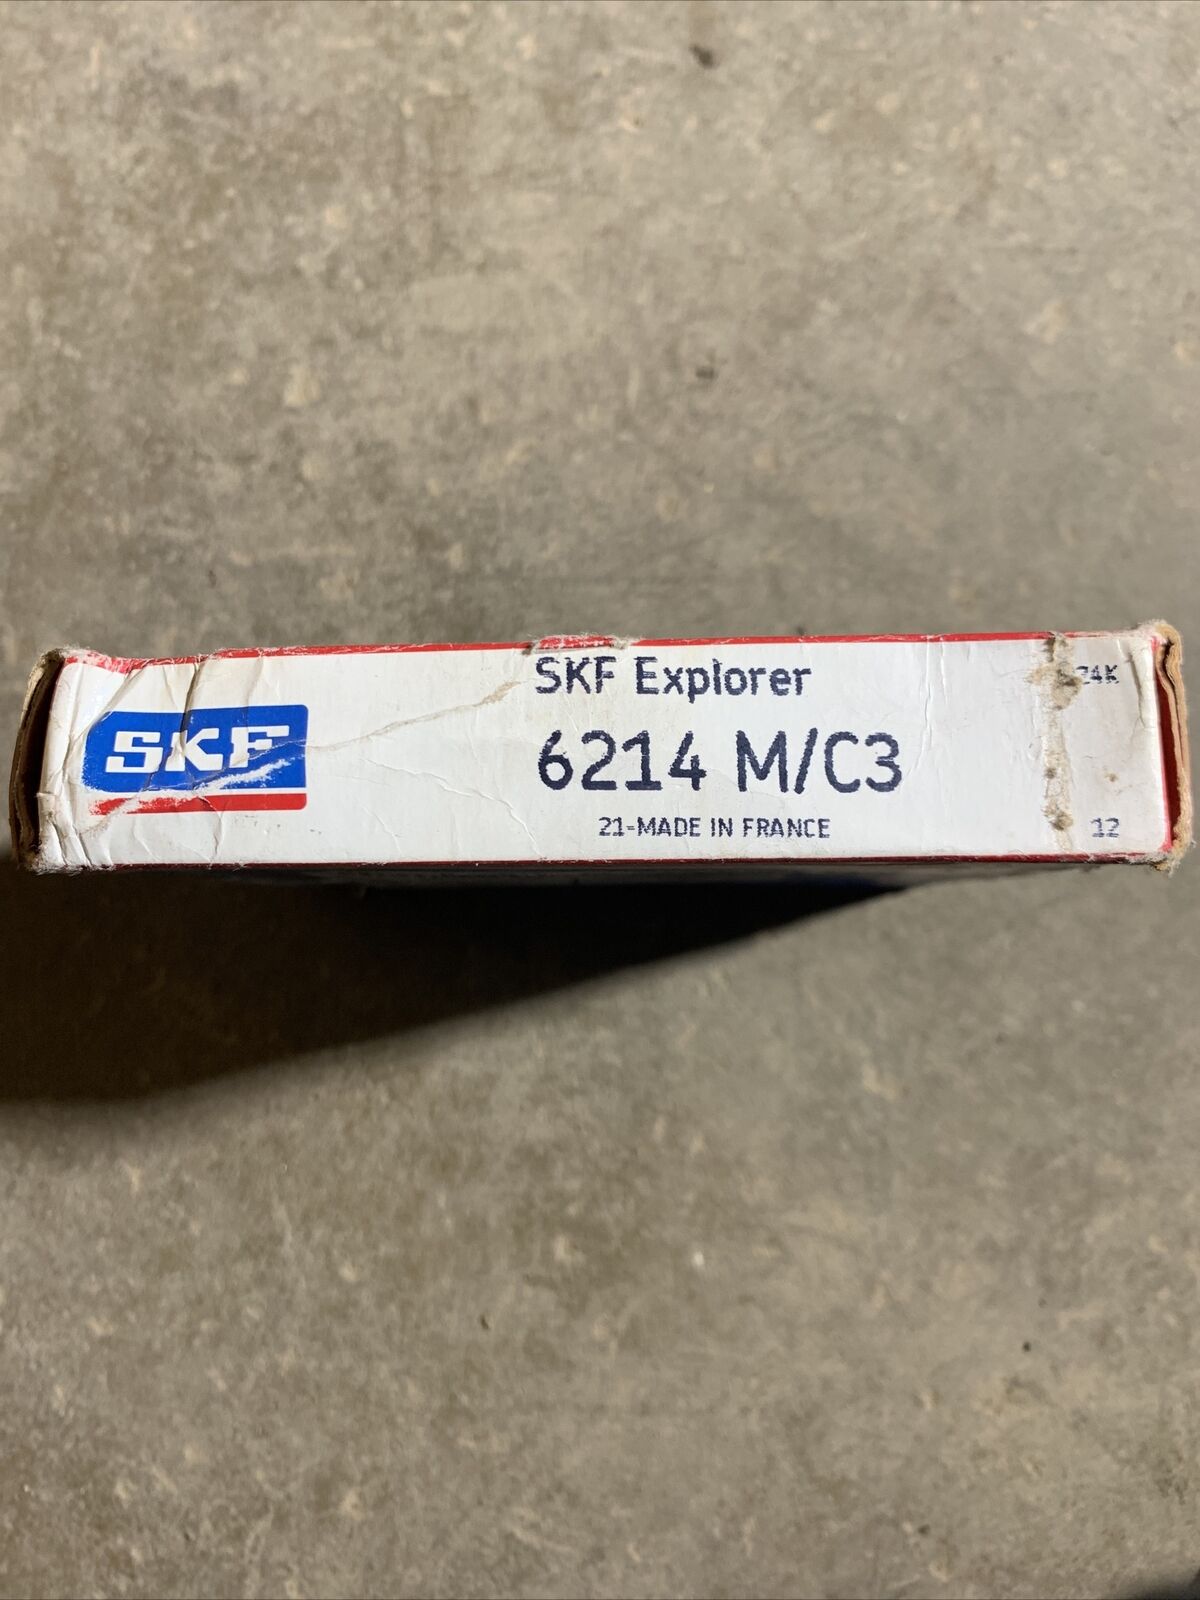 SKF
SKF Explorer
6214 M/C3
21-MADE IN FRANCE
12